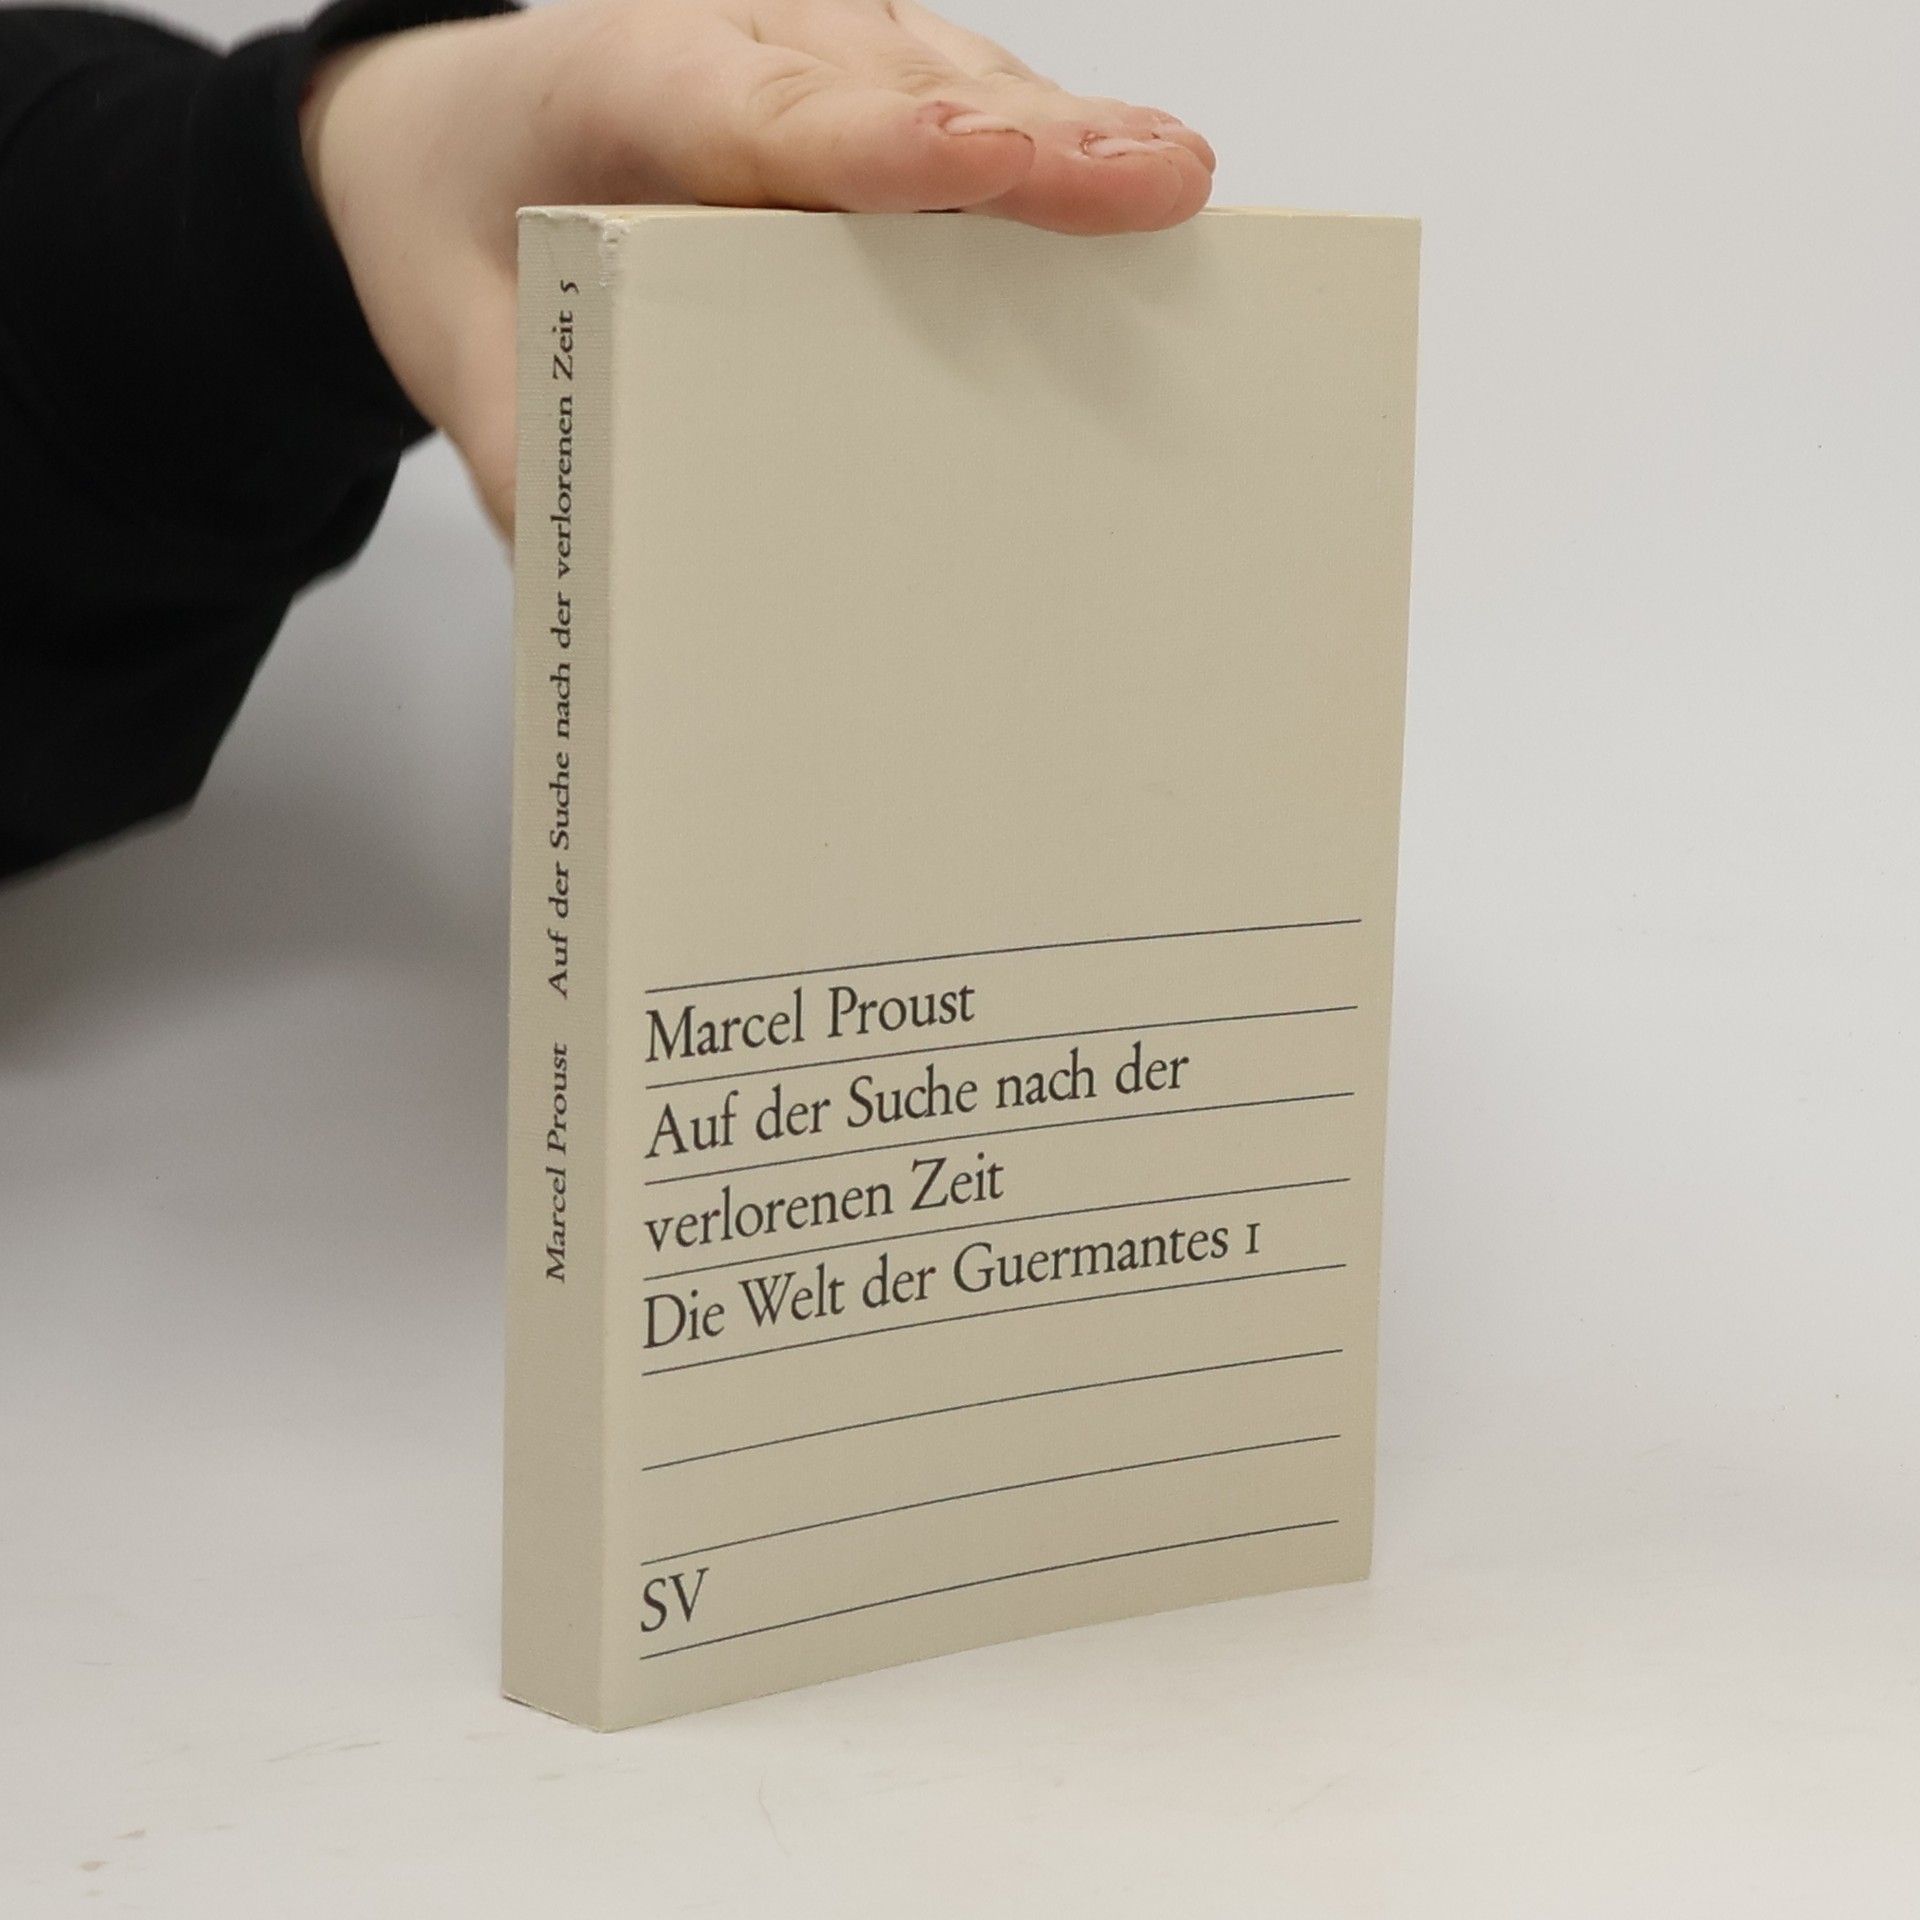 Marcel Proust Auf der Suche nach der verlorenen Zeit 5
Marcel Proust
Auf der Suche nach der
verlorenen Zeit
Die Welt der Guermantes 1
SV